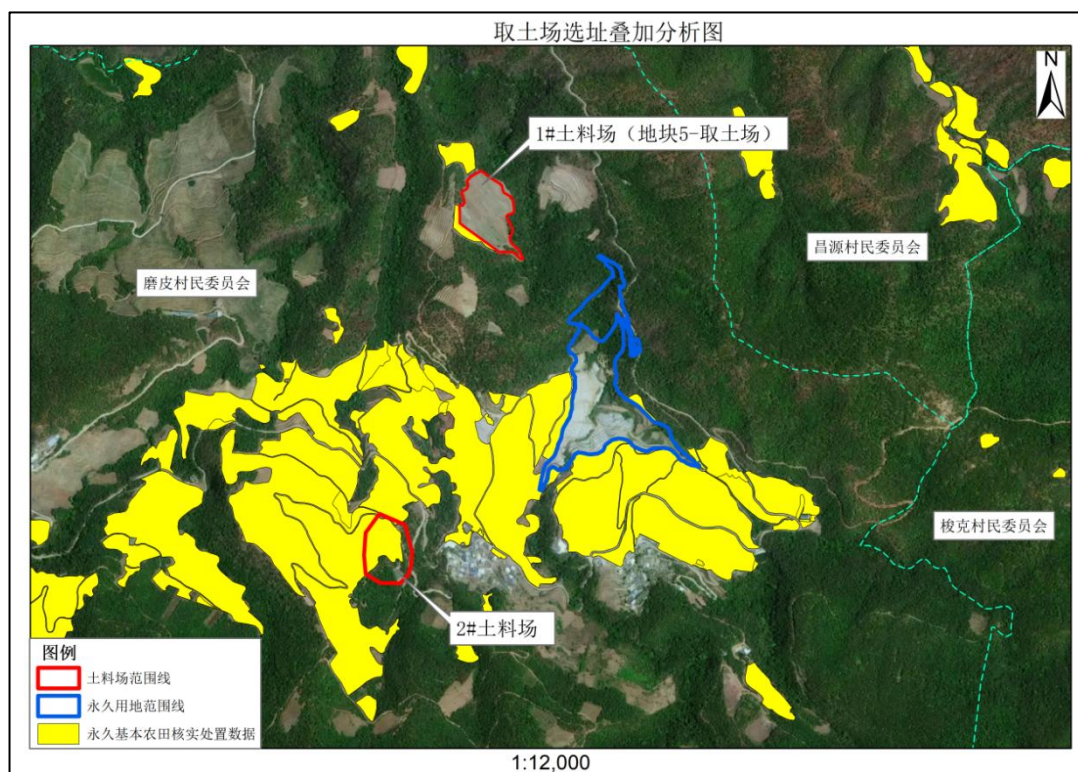 取土场选址叠加分析图
N
1#土料场（地块5-取土场）
昌源村民委员会
磨皮村民委员会
梭克村民委员会
2#土料场
图例
土料场范围线
永久用地范围线
永久基本农田核实处置数据
1:12,000